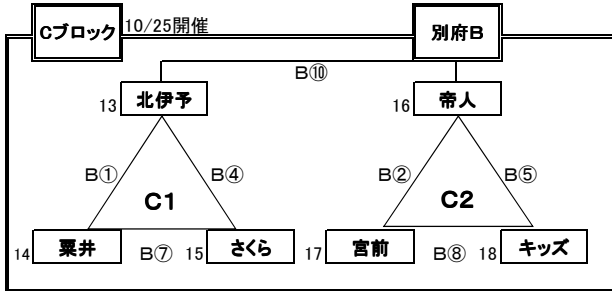 Cブロック 10/25開催 別府B
B⑩
13 北伊予 16 帝人
B① B④ B② B⑤
C1 C2
14 粟井 B⑦ 15 さくら 17 宮前 B⑧ 18 キッズ